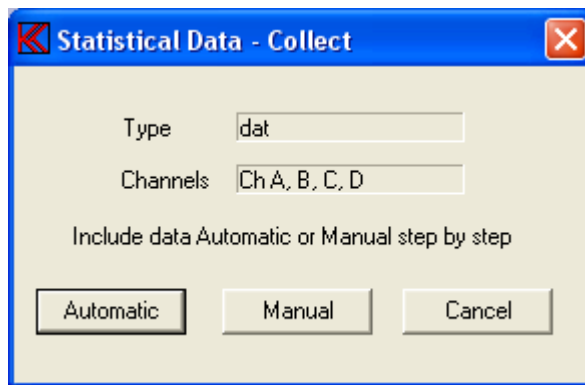 Statistical Data - Collect
Type dat
Channels Ch A, B, C, D
Include data Automatic or Manual step by step
Automatic Manual Cancel